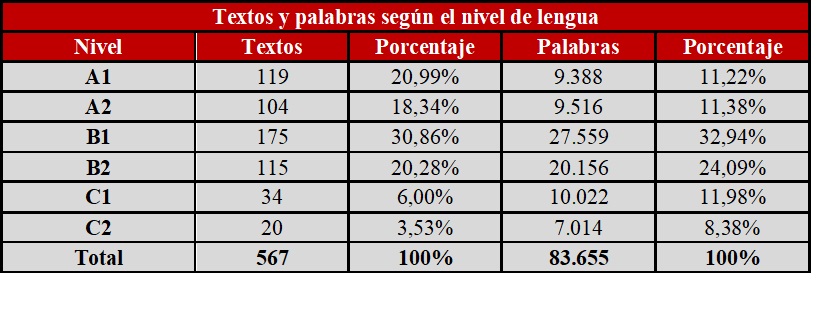 Textos y palabras según el nivel de lengua
Nivel Textos Porcentaje Palabras Porcentaje
A1 119 20,99% 9.388 11,22%
A2 104 18,34% 9.516 11,38%
B1 175 30,86% 27.559 32,94%
B2 115 20,28% 20.156 24,09%
C1 34 6,00% 10.022 11,98%
C2 20 3,53% 7.014 8,38%
Total 567 100% 83.655 100%